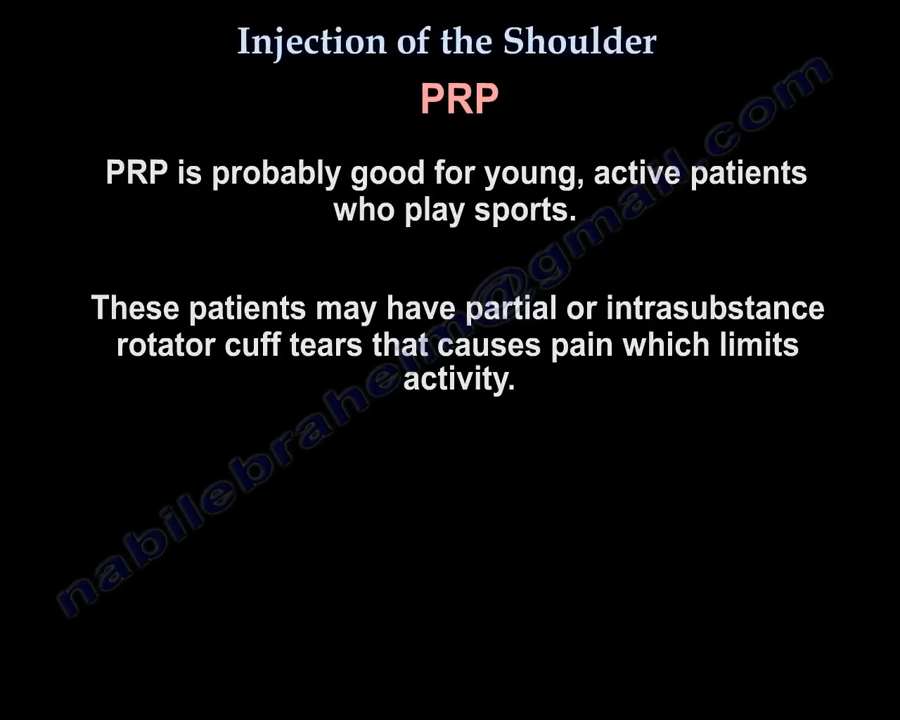 Injection of the Shoulder
PRP
PRP is probably good for young, active patients
who play sports.
These patients may have partial or intrasubstance
rotator cuff tears that causes pain which limits
activity.
nabilebraheim@gmail.com